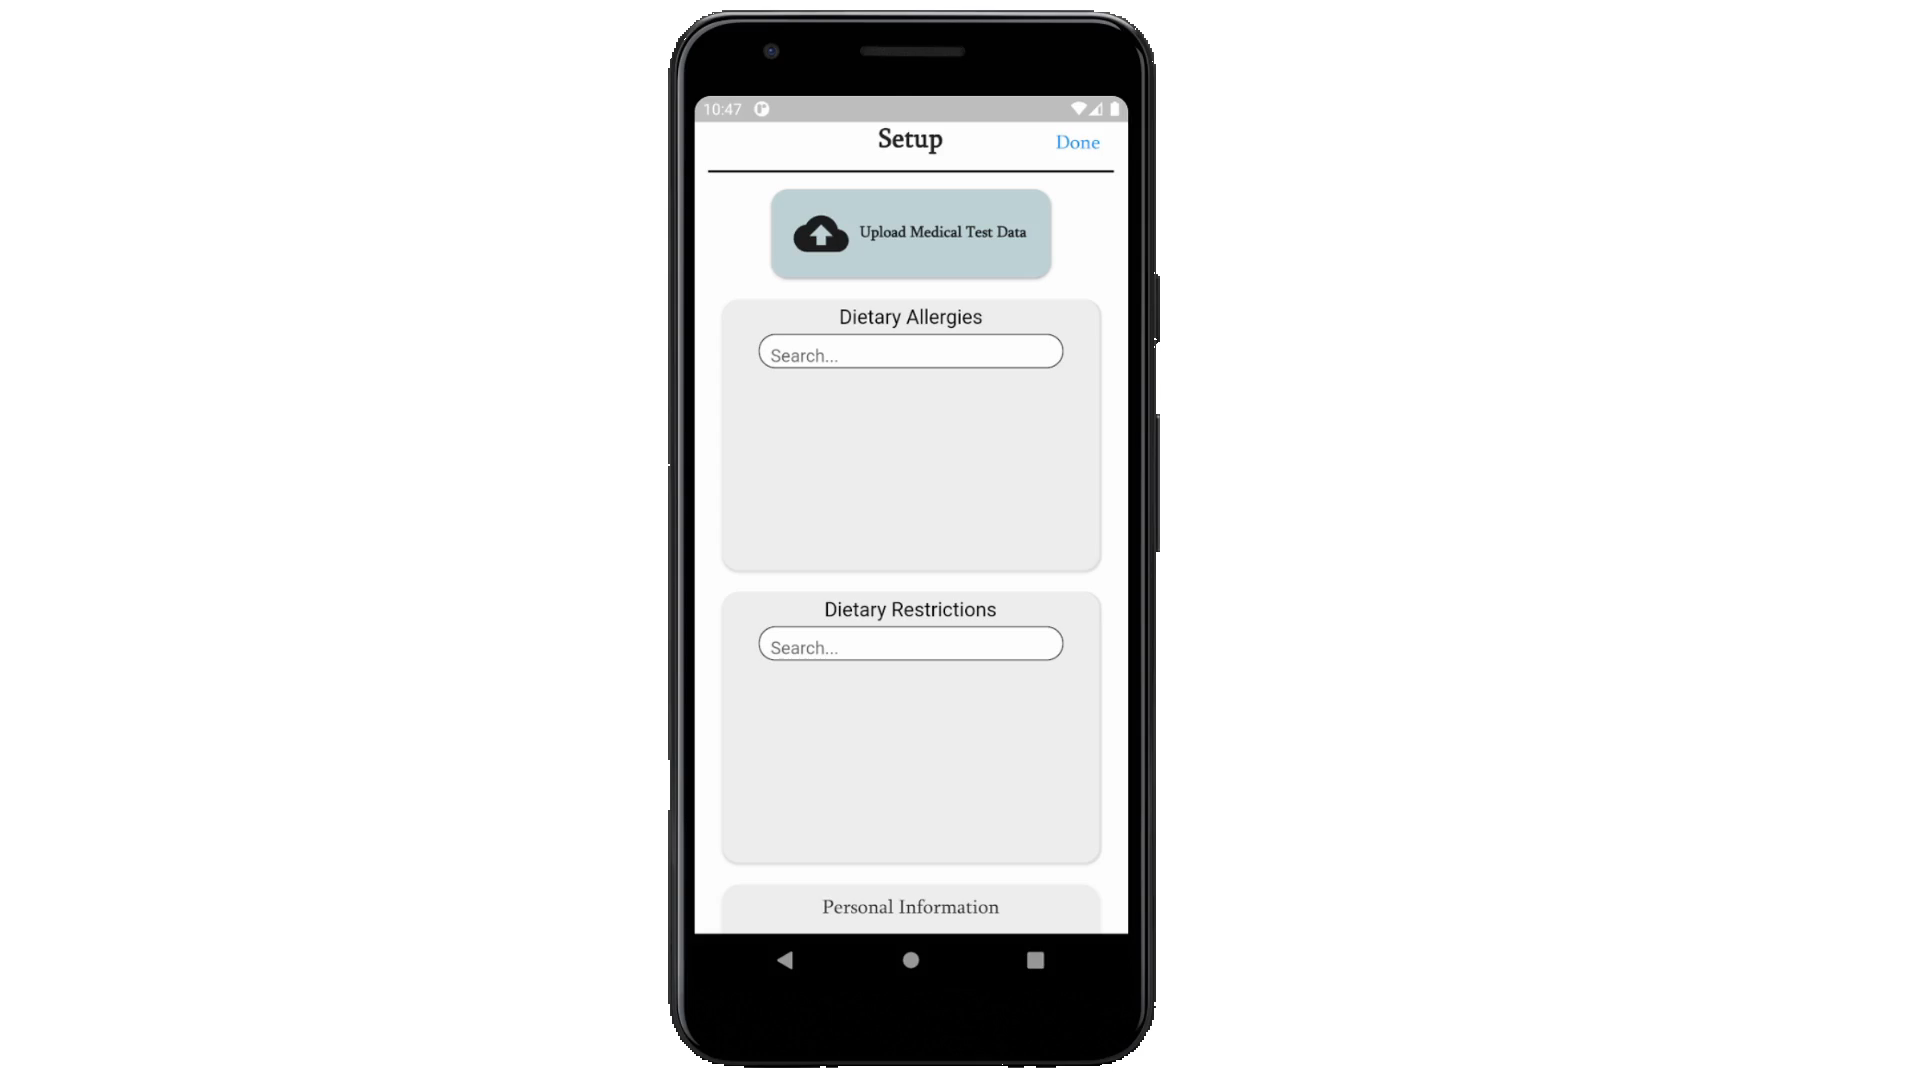 10:47
Setup
Done
Upload Medical Test Data
Dietary Allergies
Search...
Dietary Restrictions
Search...
Personal Information